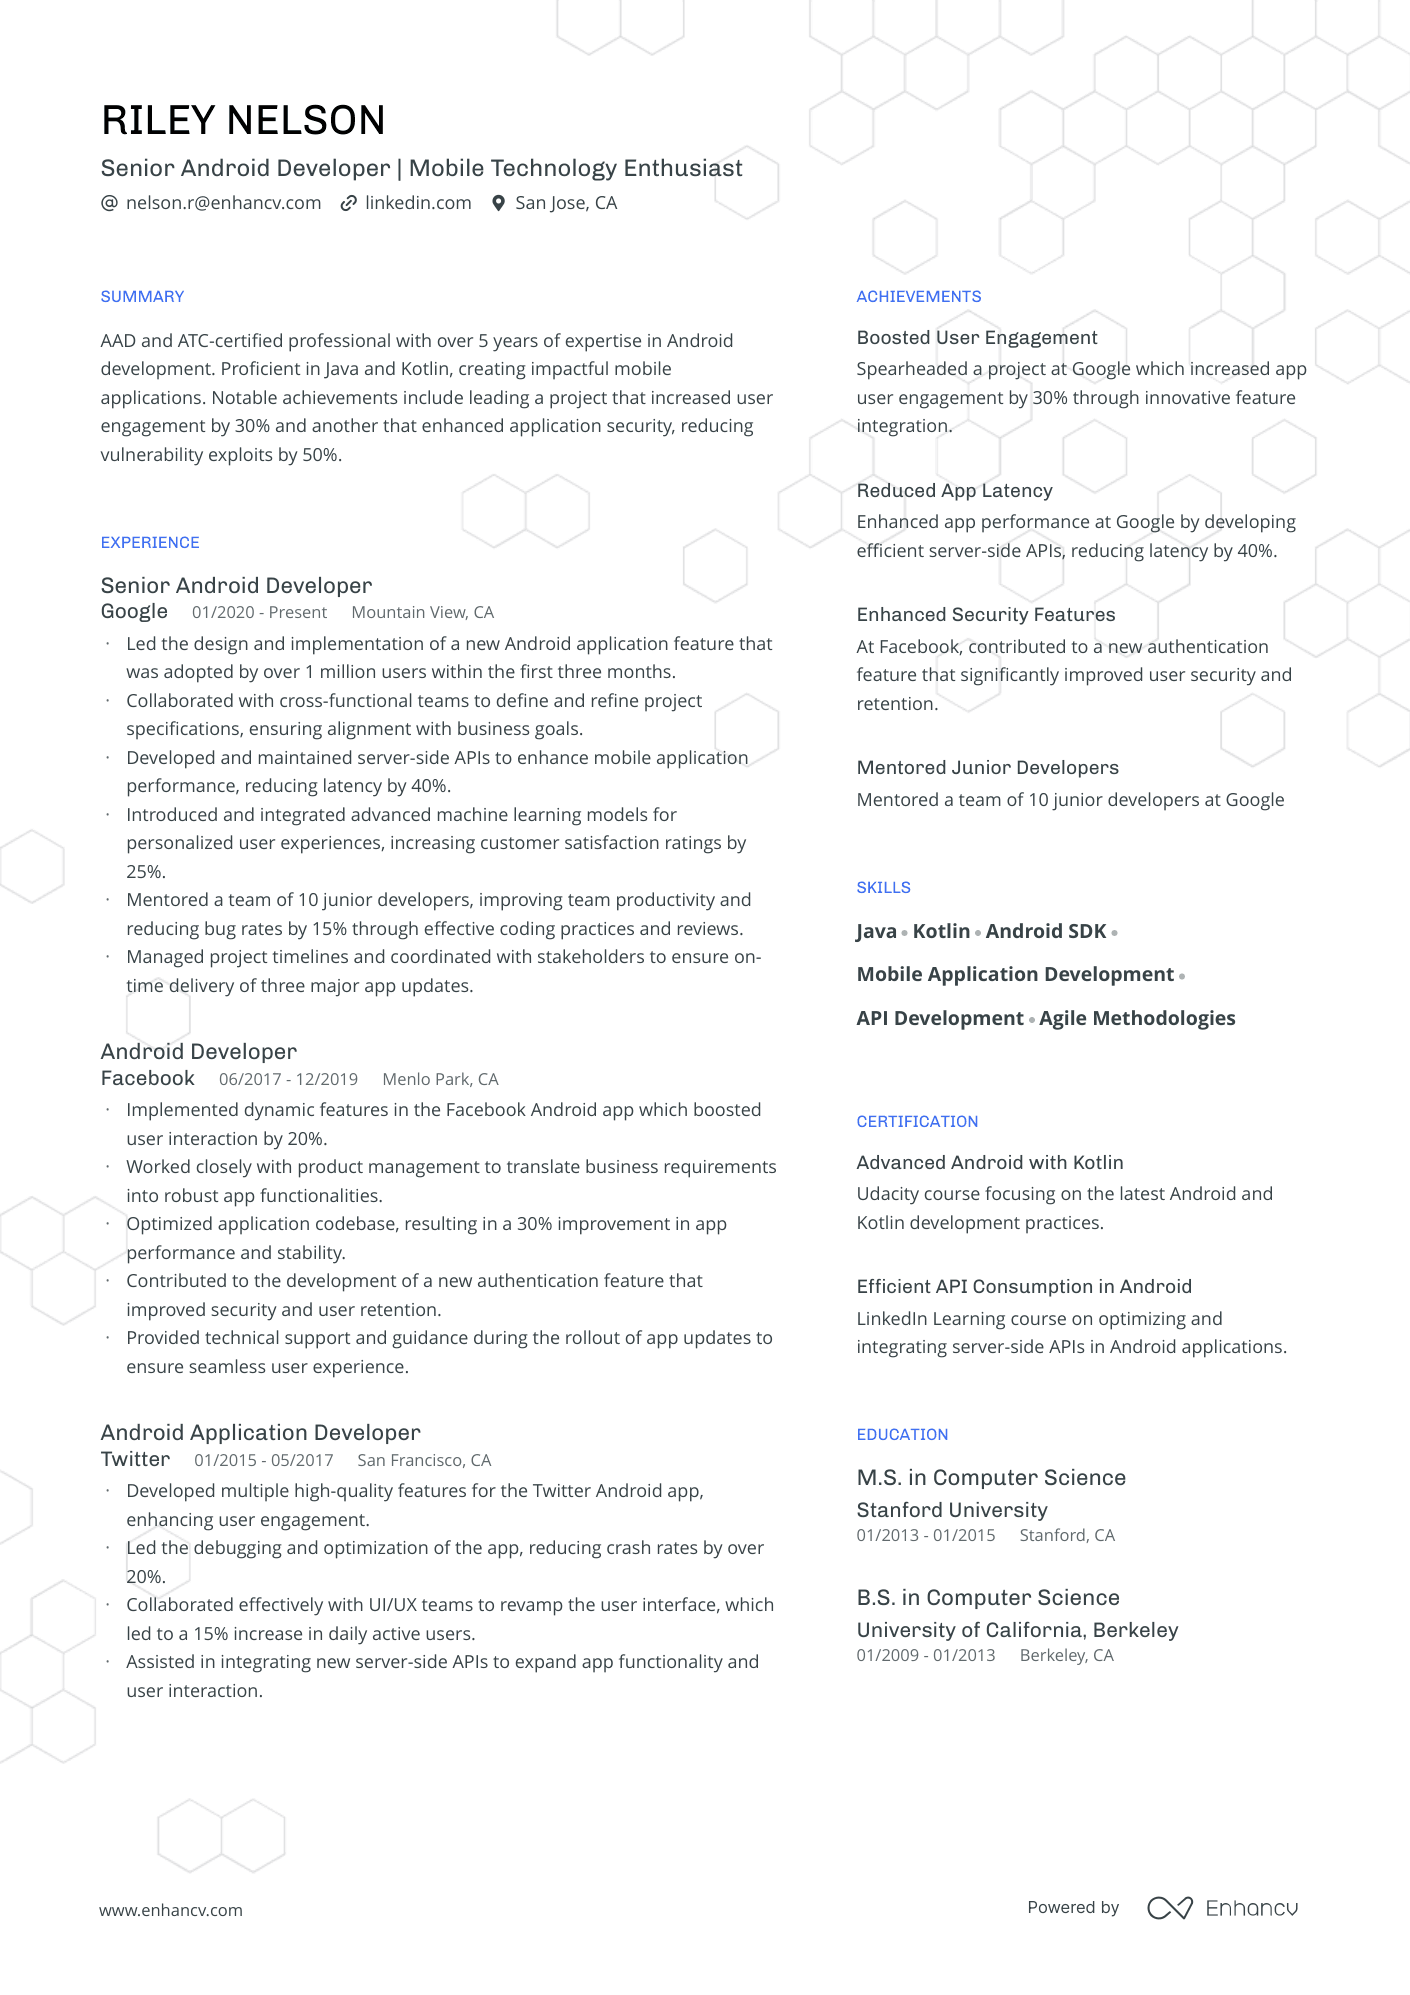 RILEY NELSON
Senior Android Developer | Mobile Technology Enthusiast
@ nelson.r@enhancv.com linkedin.com San Jose, CA
SUMMARY
AAD and ATC-certified professional with over 5 years of expertise in Android
development. Proficient in Java and Kotlin, creating impactful mobile
applications. Notable achievements include leading a project that increased user
engagement by 30% and another that enhanced application security, reducing
vulnerability exploits by 50%.
EXPERIENCE
Senior Android Developer
Google 01/2020 - Present Mountain View, CA
· Led the design and implementation of a new Android application feature that
was adopted by over 1 million users within the first three months.
· Collaborated with cross-functional teams to define and refine project
specifications, ensuring alignment with business goals.
· Developed and maintained server-side APIs to enhance mobile application
performance, reducing latency by 40%.
· Introduced and integrated advanced machine learning models for
personalized user experiences, increasing customer satisfaction ratings by
25%.
· Mentored a team of 10 junior developers, improving team productivity and
reducing bug rates by 15% through effective coding practices and reviews.
· Managed project timelines and coordinated with stakeholders to ensure on-
time delivery of three major app updates.
Android Developer
Facebook 06/2017 - 12/2019 Menlo Park, CA
· Implemented dynamic features in the Facebook Android app which boosted
user interaction by 20%.
· Worked closely with product management to translate business requirements
into robust app functionalities.
· Optimized application codebase, resulting in a 30% improvement in app
performance and stability.
· Contributed to the development of a new authentication feature that
improved security and user retention.
· Provided technical support and guidance during the rollout of app updates to
ensure seamless user experience.
Android Application Developer
Twitter 01/2015 - 05/2017 San Francisco, CA
· Developed multiple high-quality features for the Twitter Android app,
enhancing user engagement.
· Led the debugging and optimization of the app, reducing crash rates by over
20%.
· Collaborated effectively with UI/UX teams to revamp the user interface, which
led to a 15% increase in daily active users.
· Assisted in integrating new server-side APIs to expand app functionality and
user interaction.
ACHIEVEMENTS
Boosted User Engagement
Spearheaded a project at Google which increased app
user engagement by 30% through innovative feature
integration.
Reduced App Latency
Enhanced app performance at Google by developing
efficient server-side APIs, reducing latency by 40%.
Enhanced Security Features
At Facebook, contributed to a new authentication
feature that significantly improved user security and
retention.
Mentored Junior Developers
Mentored a team of 10 junior developers at Google
SKILLS
Java • Kotlin • Android SDK •
Mobile Application Development •
API Development • Agile Methodologies
CERTIFICATION
Advanced Android with Kotlin
Udacity course focusing on the latest Android and
Kotlin development practices.
Efficient API Consumption in Android
LinkedIn Learning course on optimizing and
integrating server-side APIs in Android applications.
EDUCATION
M.S. in Computer Science
Stanford University
01/2013 - 01/2015 Stanford, CA
B.S. in Computer Science
University of California, Berkeley
01/2009 - 01/2013 Berkeley, CA
www.enhancv.com
Powered by Enhancv